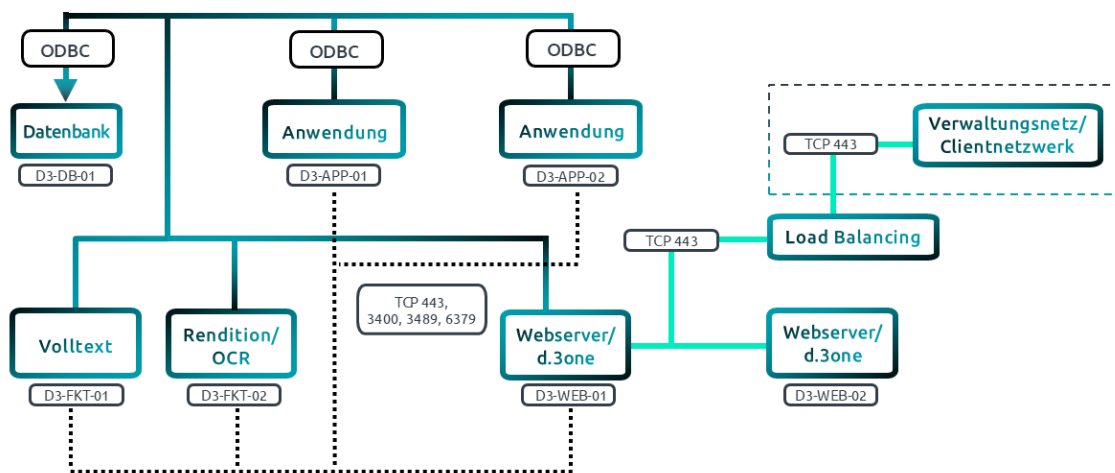 ODBC
ODBC
ODBC
Datenbank
Anwendung
Anwendung
Verwaltungsnetz/
Clientnetzwerk
TCP 443
D3-DB-01
D3-APP-01
D3-APP-02
TCP 443
Load Balancing
TCP 443,
3400, 3489, 6379
Volltext
Rendition/
OCR
Webserver/
d.3one
Webserver/
d.3one
D3-FKT-01
D3-FKT-02
D3-WEB-01
D3-WEB-02